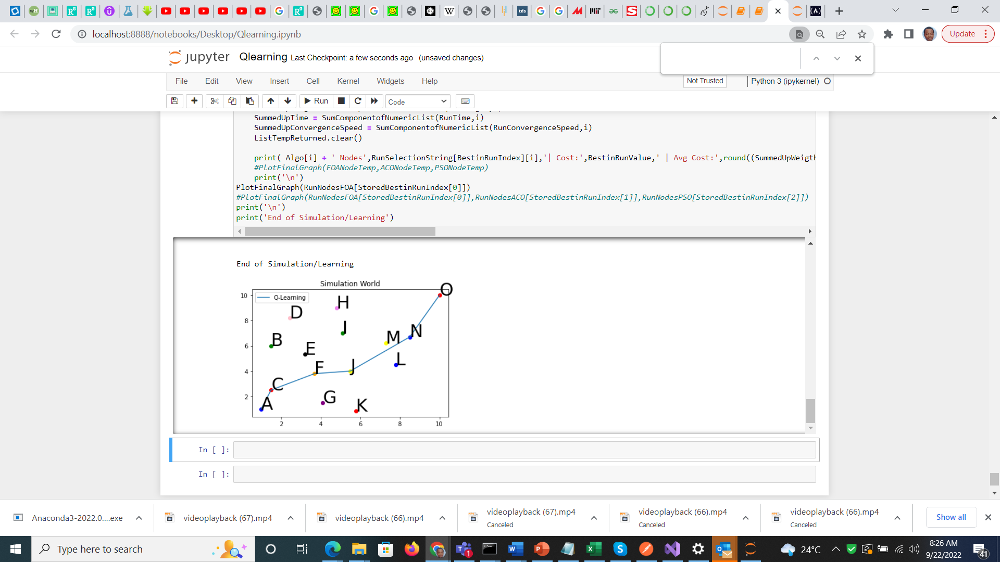 localhost:8888/notebooks/Desktop/Qlearning.ipynb
Update
jupyter Qlearning Last Checkpoint: a few seconds ago (unsaved changes)
File Edit View Insert Cell Kernel Widgets Help
Not Trusted Python 3 (ipykernel)
Run Code
SummedUpTime = SumComponentofNumericList(RunTime,i)
SummedUpConvergenceSpeed = SumComponentofNumericList(RunConvergenceSpeed,i)
ListTempReturned.clear()
print( Algo[i] + ' Nodes',RunSelectionString[BestinRunIndex][i],'| Cost:',BestinRunValue,' | Avg Cost:',round((SummedUpWeigth
#PlotFinalGraph(FOANodeTemp,ACONodeTemp,PSONodeTemp)
print('\n')
PlotFinalGraph(RunNodesFOA[StoredBestinRunIndex[0]])
#PlotFinalGraph(RunNodesFOA[StoredBestinRunIndex[0]],RunNodesACO[StoredBestinRunIndex[1]],RunNodesPSO[StoredBestinRunIndex[2]])
print('\n')
print('End of Simulation/Learning')
End of Simulation/Learning
Simulation World
Q-Learning
10
8
6
4
2
2 4 6 8 10
O
H
D
I
B
M N
E
L
F J
C
G
A K
In [ ]:
In [ ]:
Anaconda3-2022.0....exe
videoplayback (67).mp4
videoplayback (66).mp4
videoplayback (67).mp4
Canceled
videoplayback (66).mp4
Canceled
videoplayback (66).mp4
Canceled
Show all
Type here to search
24°C
8:26 AM
9/22/2022
41